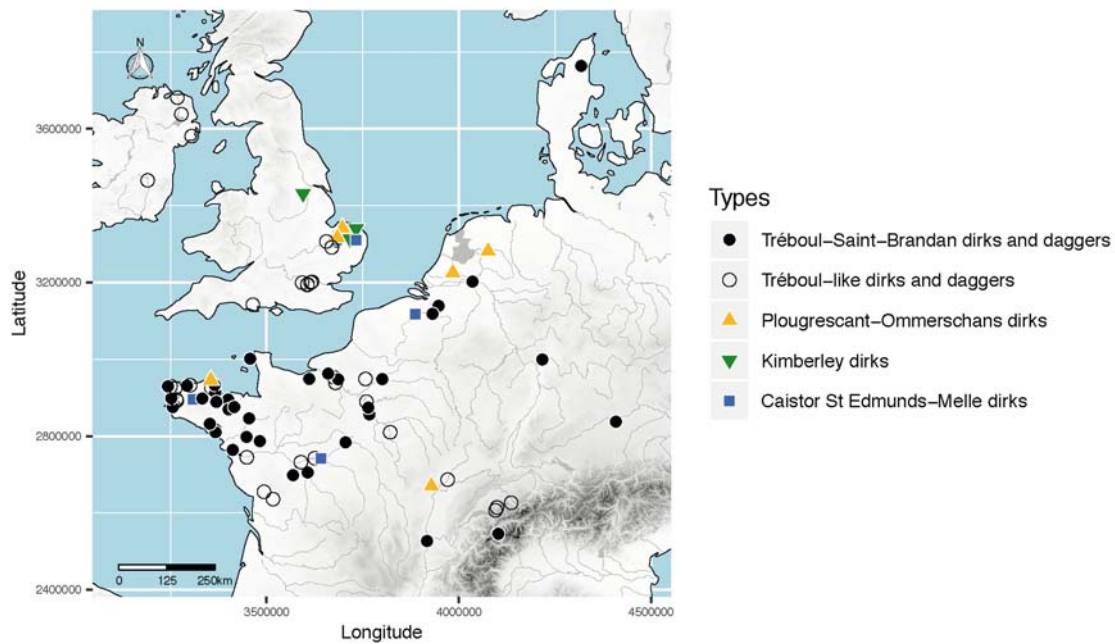 N
3600000
3200000
2800000
2400000
Latitude
0 125 250km
3500000 4000000 4500000
Longitude
Types
Tréboul−Saint−Brandan dirks and daggers
Tréboul−like dirks and daggers
Plougrescant−Ommerschans dirks
Kimberley dirks
Caistor St Edmunds−Melle dirks